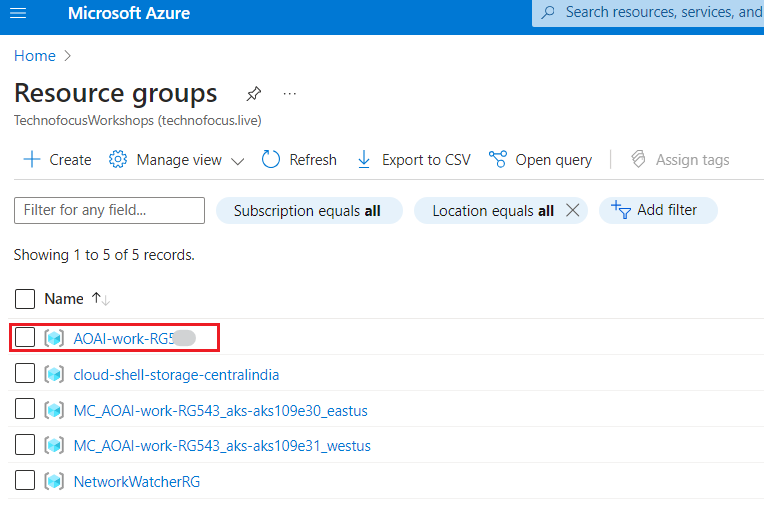 Microsoft Azure
Search resources, services, and
Home
Resource groups
TechnofocusWorkshops (technofocus.live)
Create
Manage view
Refresh
Export to CSV
Open query
Assign tags
Filter for any field...
Subscription equals all
Location equals all
Add filter
Showing 1 to 5 of 5 records.
Name
AOAI-work-RG5
cloud-shell-storage-centralindia
MC_AOAI-work-RG543_aks-aks109e30_eastus
MC_AOAI-work-RG543_aks-aks109e31_westus
NetworkWatcherRG